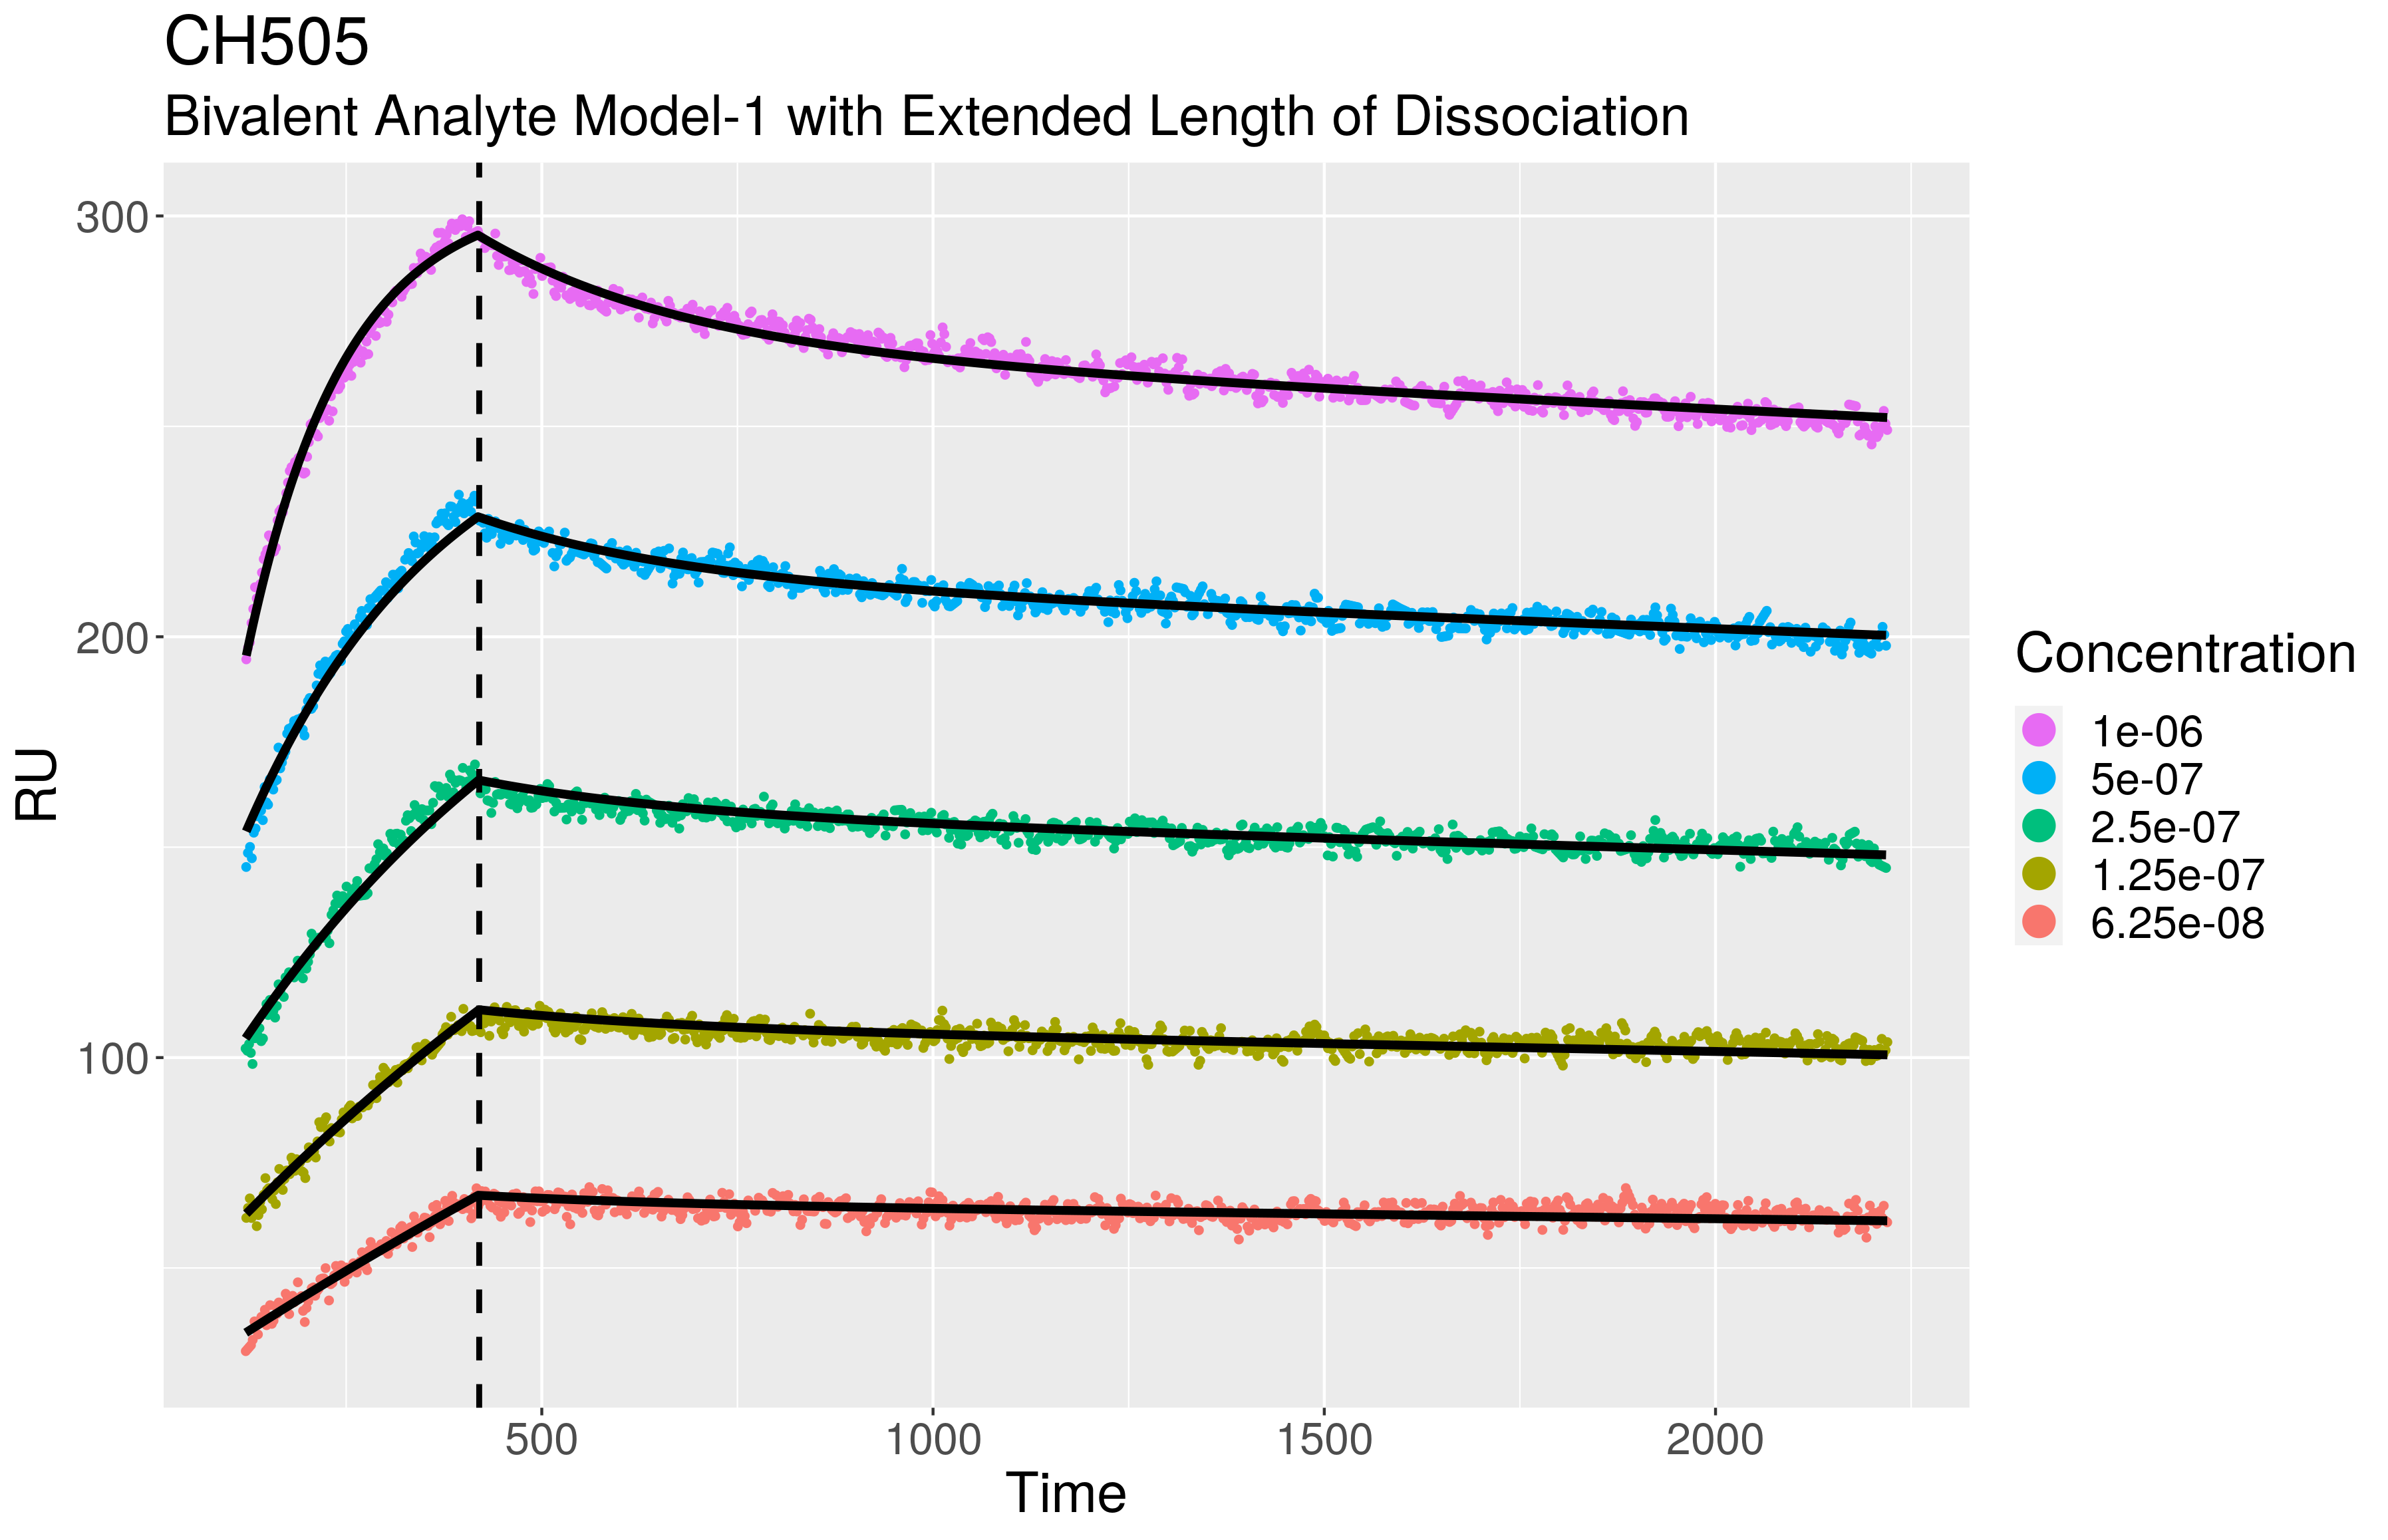 CH505
Bivalent Analyte Model-1 with Extended Length of Dissociation
300
200
100
RU
500
1000
1500
2000
Time
Concentration
1e-06
5e-07
2.5e-07
1.25e-07
6.25e-08